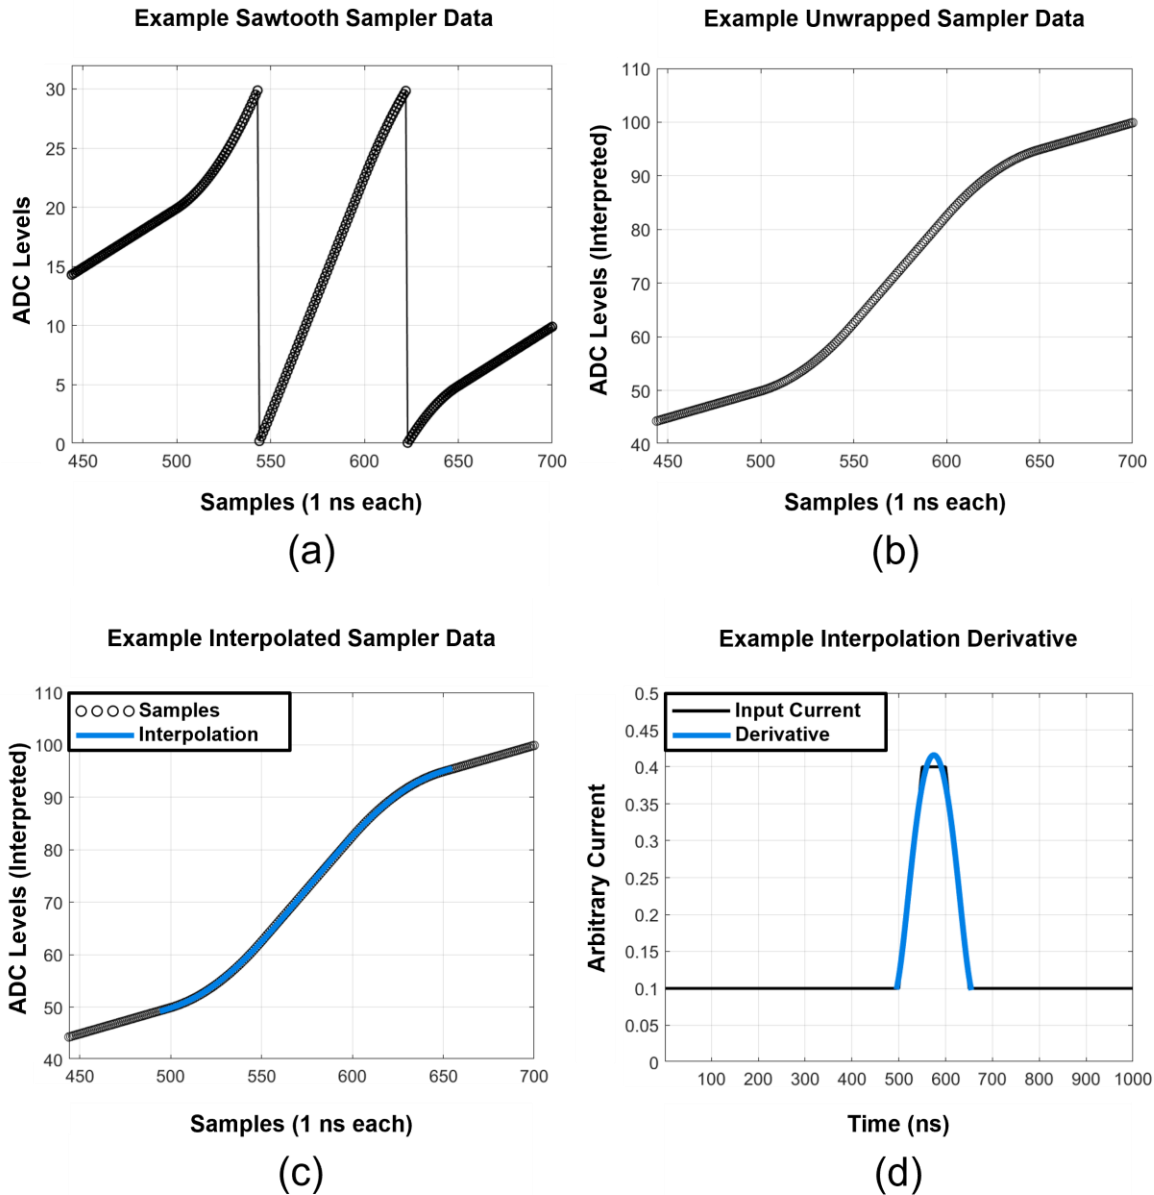 Example Sawtooth Sampler Data
30
25
20
15
10
5
0
450 500 550 600 650 700
ADC Levels
Samples (1 ns each)
(a)
Example Unwrapped Sampler Data
110
100
90
80
70
60
50
40
450 500 550 600 650 700
ADC Levels (Interpreted)
Samples (1 ns each)
(b)
Example Interpolated Sampler Data
Samples
Interpolation
110
100
90
80
70
60
50
40
450 500 550 600 650 700
ADC Levels (Interpreted)
Samples (1 ns each)
(c)
Example Interpolation Derivative
Input Current
Derivative
0.5
0.45
0.4
0.35
0.3
0.25
0.2
0.15
0.1
0.05
0
100 200 300 400 500 600 700 800 900 1000
Arbitrary Current
Time (ns)
(d)